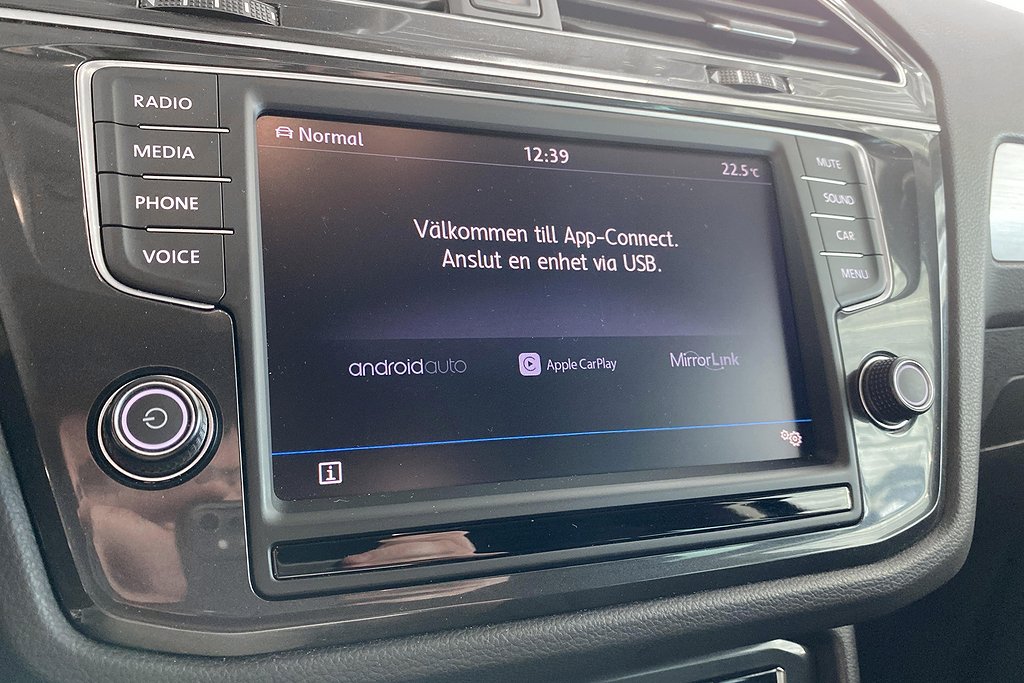 RADIO
MEDIA
PHONE
VOICE
Normal
12:39
22.5°C
Välkommen till App-Connect.
Anslut en enhet via USB.
androidauto
Apple CarPlay
MirrorLink
i
MUTE
SOUND
CAR
MENU